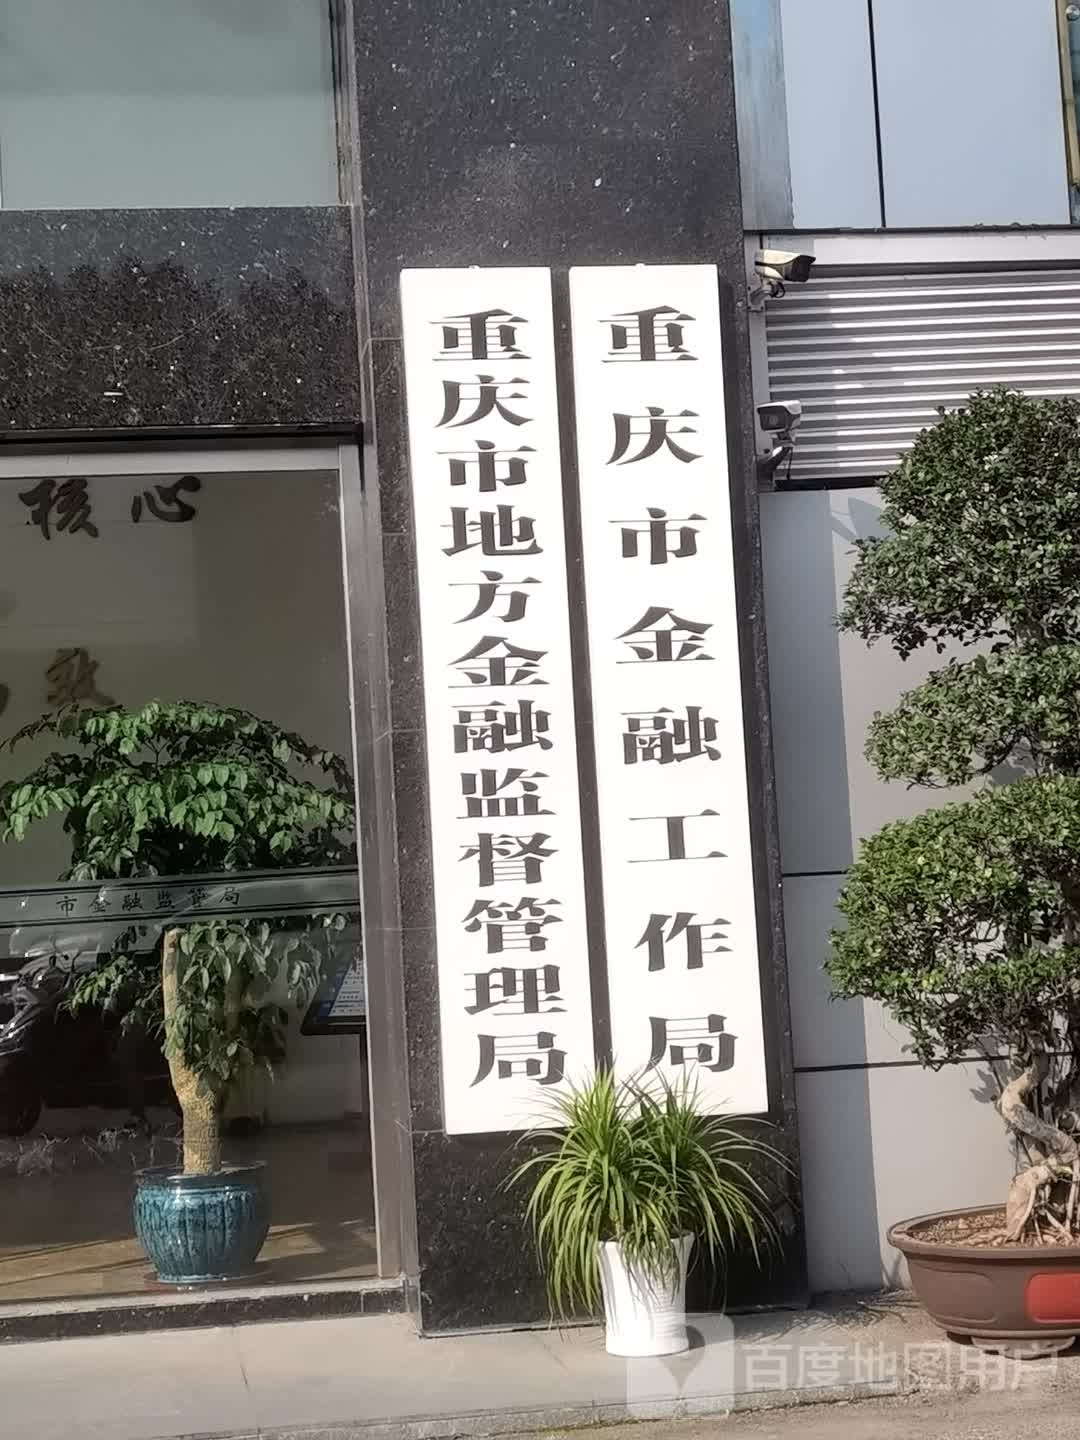 重庆市地方金融监督管理局
重庆市金融工作局
核心
效
市金融监管局
百度地图用户